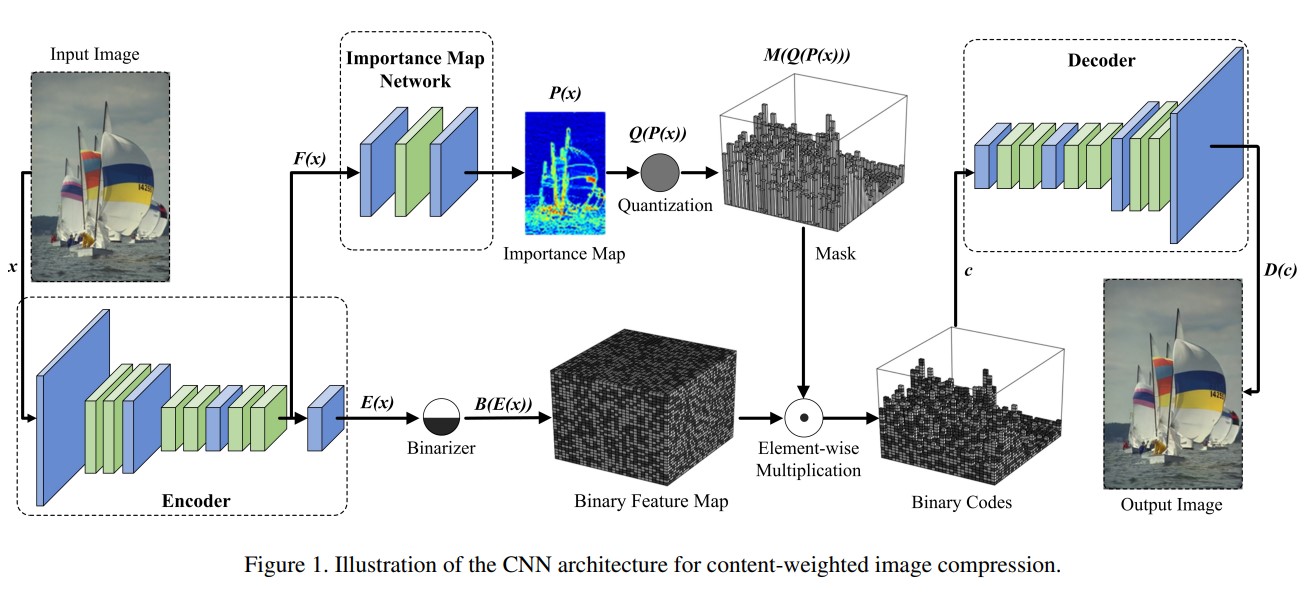 Input Image
Importance Map
Network
P(x)
M(Q(P(x)))
Decoder
F(x)
Q(P(x))
Quantization
Importance Map
Mask
x
c
D(c)
E(x)
B(E(x))
Binarizer
Element-wise
Multiplication
Encoder
Binary Feature Map
Binary Codes
Output Image
Figure 1. Illustration of the CNN architecture for content-weighted image compression.